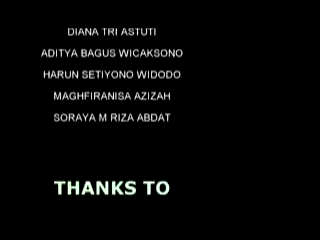 DIANA TRI ASTUTI
ADITYA BAGUS WICAKSONO
HARUN SETIYONO WIDODO
MAGHFIRANISA AZIZAH
SORAYA M RIZA ABDAT
THANKS TO